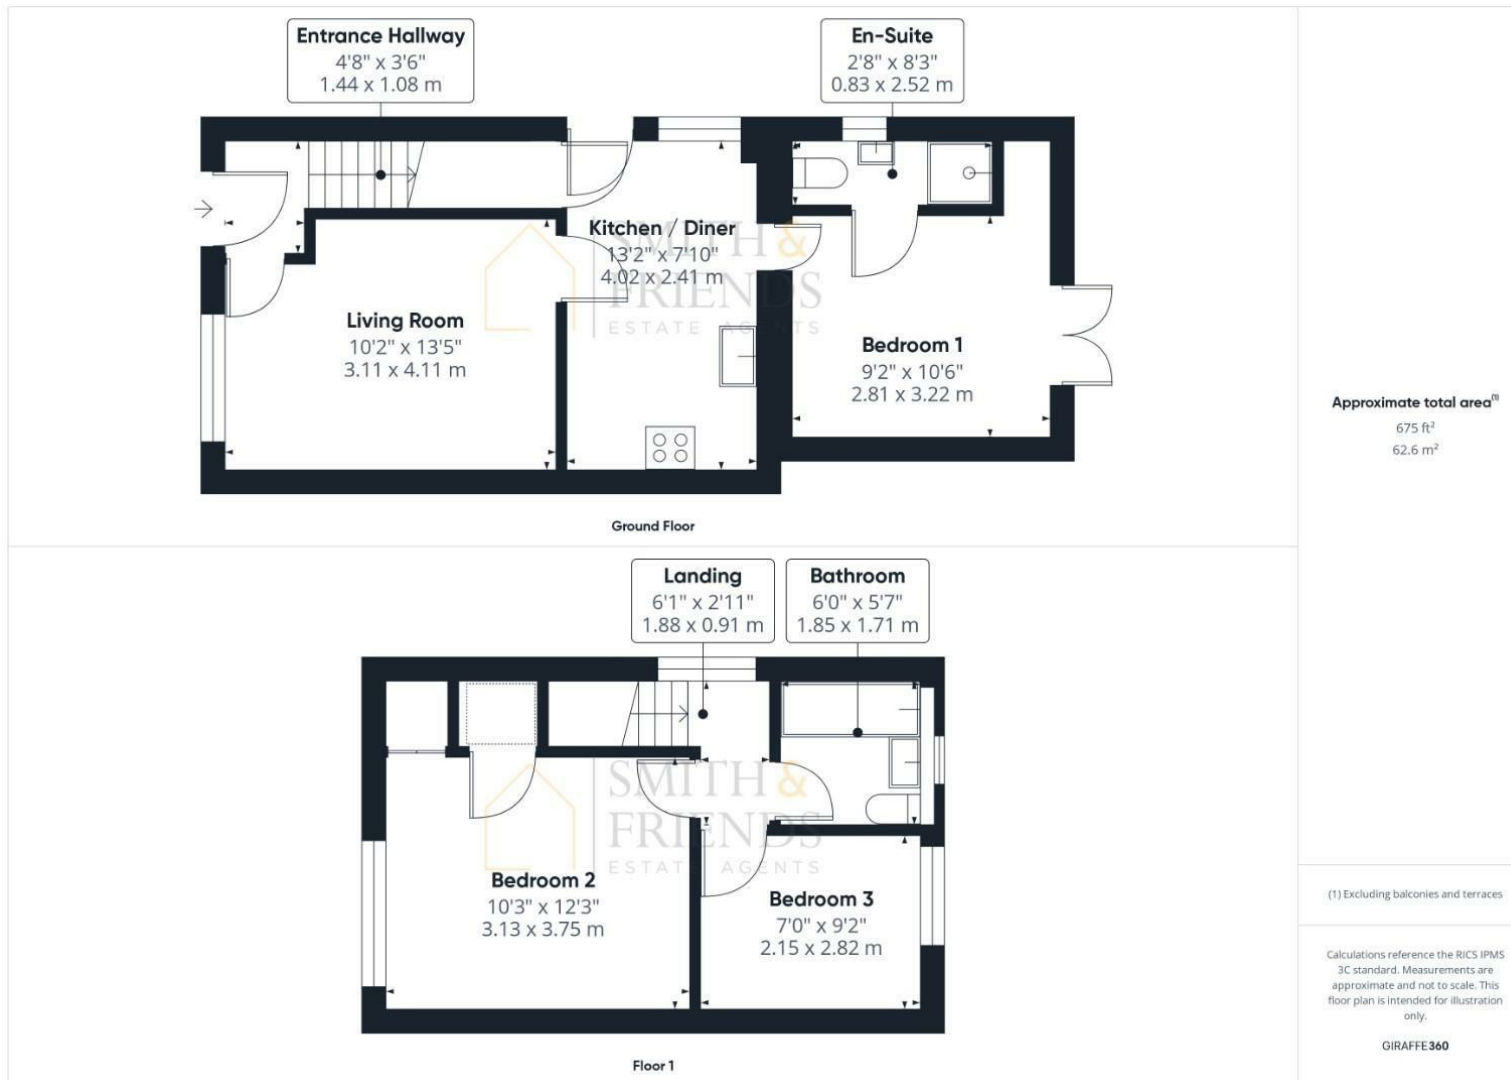 Entrance Hallway
4'8" x 3'6"
1.44 x 1.08 m
En-Suite
2'8" x 8'3"
0.83 x 2.52 m
Kitchen / Diner
13'2" x 7'10"
4.02 x 2.41 m
SMITH &
FRIENDS
ESTATE AGENTS
Living Room
10'2" x 13'5"
3.11 x 4.11 m
Bedroom 1
9'2" x 10'6"
2.81 x 3.22 m
Ground Floor
Landing
6'1" x 2'11"
1.88 x 0.91 m
Bathroom
6'0" x 5'7"
1.85 x 1.71 m
SMITH &
FRIENDS
ESTATE AGENTS
Bedroom 2
10'3" x 12'3"
3.13 x 3.75 m
Bedroom 3
7'0" x 9'2"
2.15 x 2.82 m
Floor 1
Approximate total area(1)
675 ft²
62.6 m²
(1) Excluding balconies and terraces
Calculations reference the RICS IPMS
3C standard. Measurements are
approximate and not to scale. This
floor plan is intended for illustration
only.
GIRAFFE360